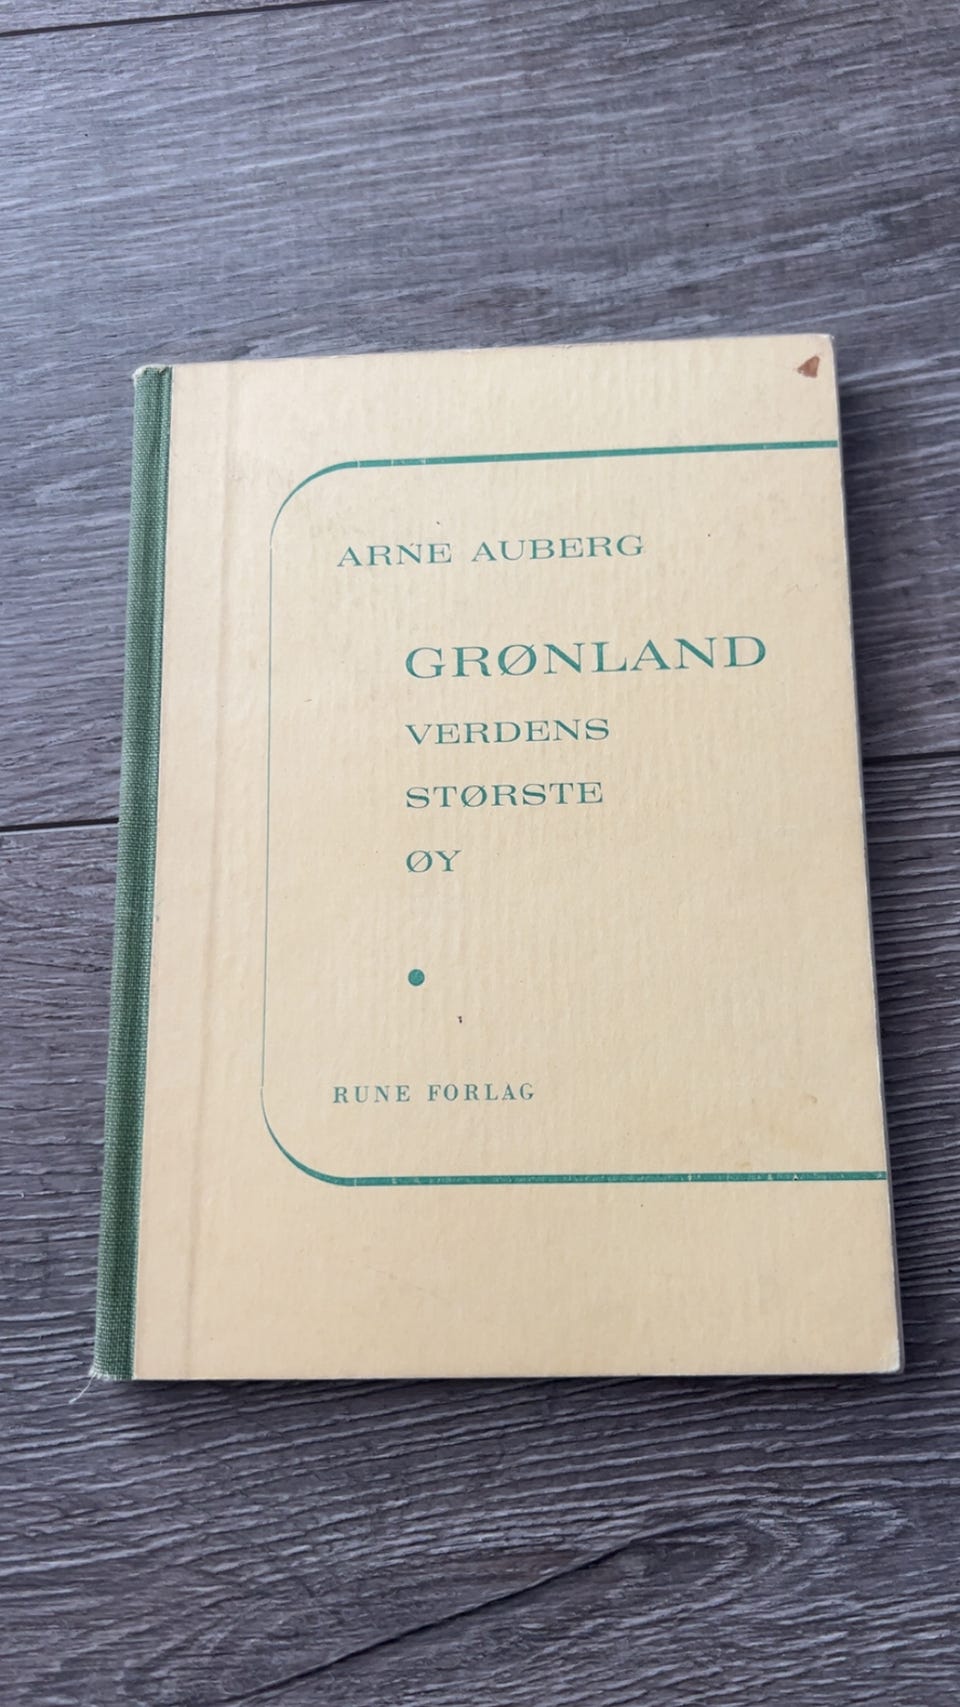 ARNE AUBERG
GRØNLAND
VERDENS
STØRSTE
ØY
RUNE FORLAG